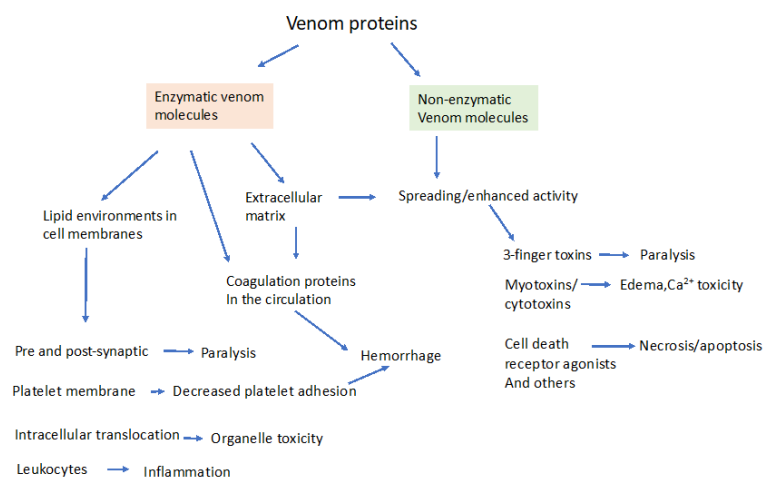 Venom proteins
Enzymatic venom
molecules
Non-enzymatic
Venom molecules
Extracellular
matrix
Spreading/enhanced activity
Lipid environments in
cell membranes
3-finger toxins
Paralysis
Coagulation proteins
In the circulation
Myotoxins/
cytotoxins
Edema,Ca²⁺ toxicity
Pre and post-synaptic
Paralysis
Hemorrhage
Cell death
receptor agonists
And others
Necrosis/apoptosis
Platelet membrane
Decreased platelet adhesion
Intracellular translocation
Organelle toxicity
Leukocytes
Inflammation